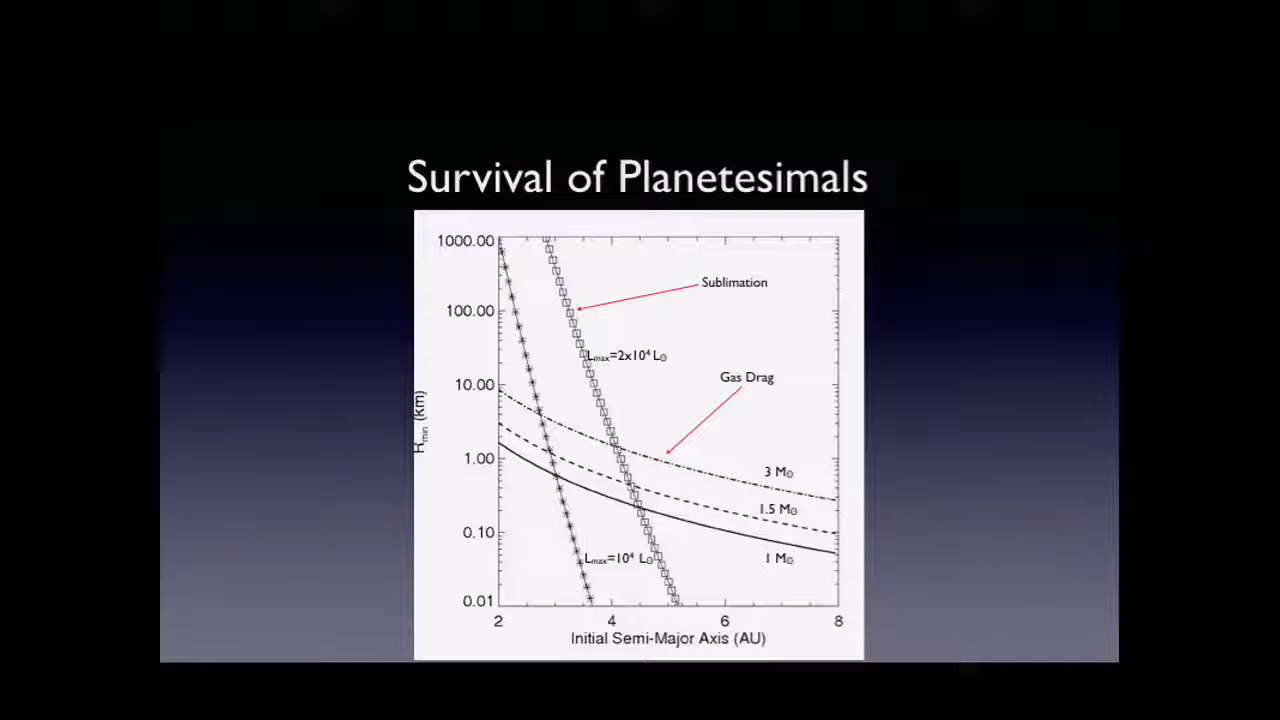 Survival of Planetesimals
1000.00
Sublimation
100.00
Lmax=2x10⁴ L⊙
Gas Drag
10.00
Rmin (km)
1.00
3 M⊙
1.5 M⊙
0.10
Lmax=10⁴ L⊙
1 M⊙
0.01
2 4 6 8
Initial Semi-Major Axis (AU)